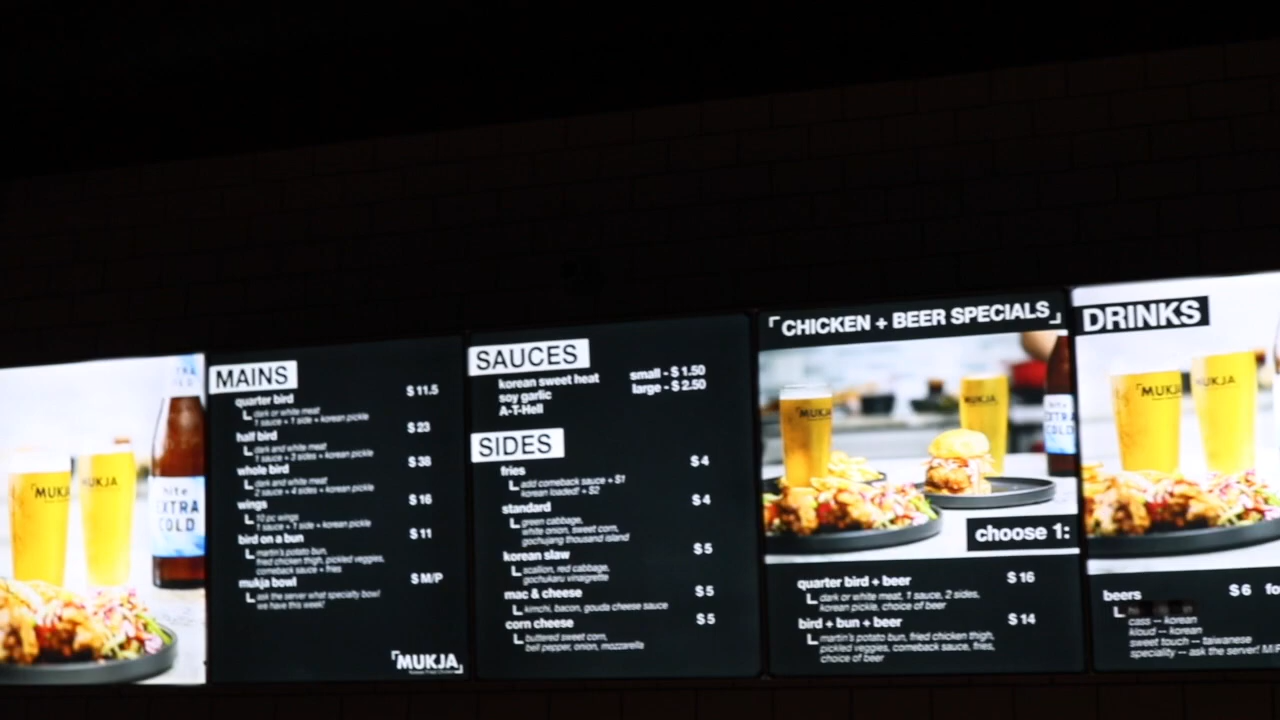 MUKJA
MUKJA
hite
EXTRA
COLD
MAINS
quarter bird $ 11.5
dark or white meat
1 sauce + 1 side + korean pickle
half bird $ 23
dark and white meat
1 sauce + 3 sides + korean pickle
whole bird $ 38
dark and white meat
2 sauce + 4 sides + korean pickle
wings $ 16
10 pc wings
1 sauce + 1 side + korean pickle
bird on a bun $ 11
martin's potato bun,
fried chicken thigh, pickled veggies,
comeback sauce + fries
mukja bowl $ M/P
ask the server what specialty bowl
we have this week!
MUKJA
SAUCES
korean sweet heat small - $ 1.50
soy garlic large - $ 2.50
A-T-Hell
SIDES
fries $ 4
add comeback sauce + $1
korean loaded! + $2
standard $ 4
green cabbage,
white onion, sweet corn,
gochujang thousand island
korean slaw $ 5
scallion, red cabbage,
gochukaru vinaigrette
mac & cheese $ 5
kimchi, bacon, gouda cheese sauce
corn cheese $ 5
buttered sweet corn,
bell pepper, onion, mozzarella
CHICKEN + BEER SPECIALS
MUKJA
MUKJA
hite
EXTRA
COLD
choose 1:
quarter bird + beer $ 16
dark or white meat, 1 sauce, 2 sides,
korean pickle, choice of beer
bird + bun + beer $ 14
martin's potato bun, fried chicken thigh,
pickled veggies, comeback sauce, fries,
choice of beer
DRINKS
MUKJA
MUKJA
beers $ 6
cass -- korean
kloud -- korean
sweet touch -- taiwanese
speciality -- ask the server!